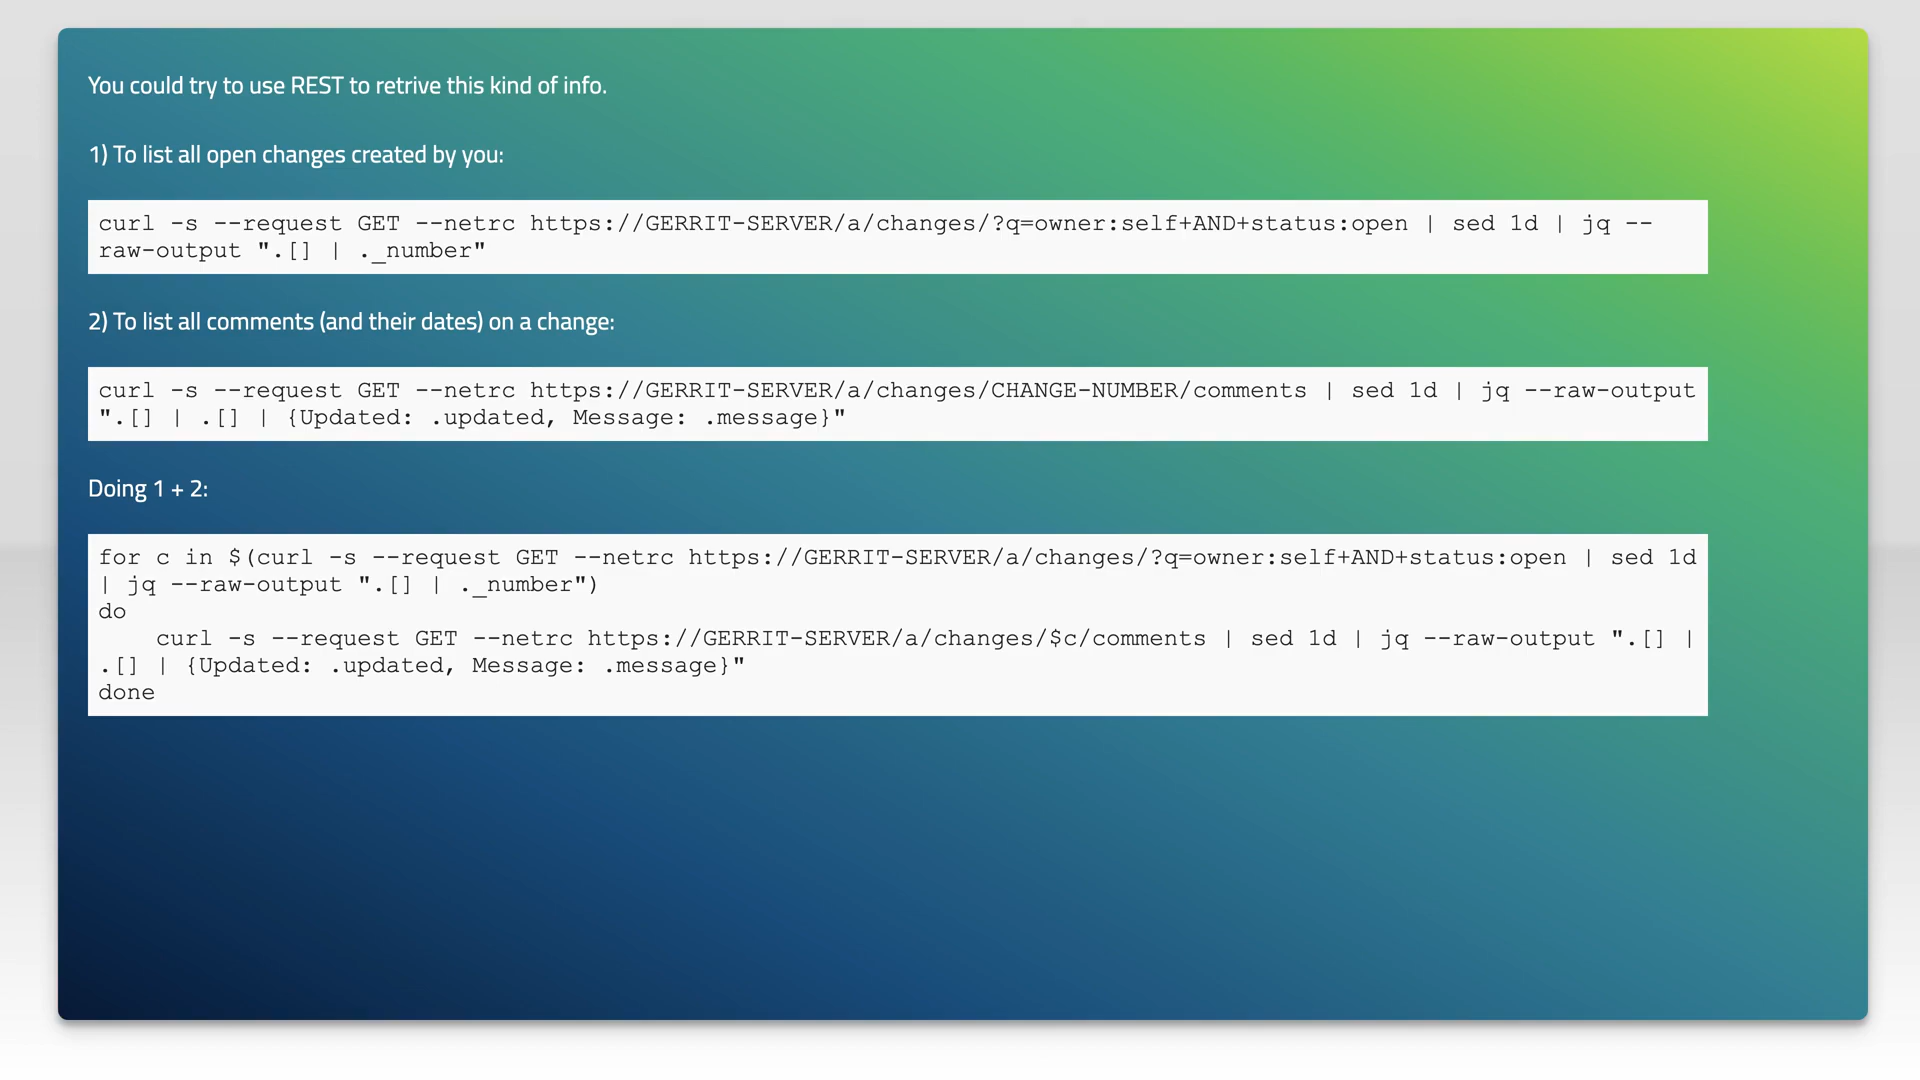 You could try to use REST to retrive this kind of info.
1) To list all open changes created by you:
curl -s --request GET --netrc https://GERRIT-SERVER/a/changes/?q=owner:self+AND+status:open | sed 1d | jq --
raw-output ".[] | ._number"
2) To list all comments (and their dates) on a change:
curl -s --request GET --netrc https://GERRIT-SERVER/a/changes/CHANGE-NUMBER/comments | sed 1d | jq --raw-output
".[] | .[] | {Updated: .updated, Message: .message}"
Doing 1 + 2:
for c in $(curl -s --request GET --netrc https://GERRIT-SERVER/a/changes/?q=owner:self+AND+status:open | sed 1d
| jq --raw-output ".[] | ._number")
do
    curl -s --request GET --netrc https://GERRIT-SERVER/a/changes/$c/comments | sed 1d | jq --raw-output ".[] |
.[] | {Updated: .updated, Message: .message}"
done